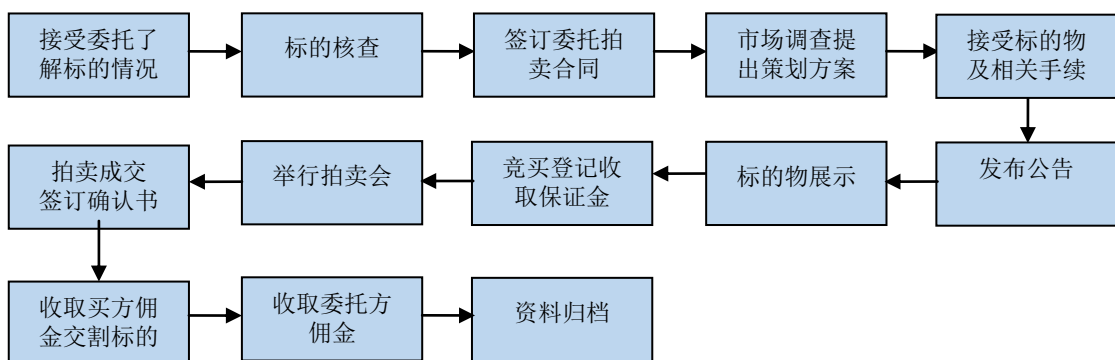 接受委托了
解标的情况
标的核查
签订委托拍
卖合同
市场调查提
出策划方案
接受标的物
及相关手续
发布公告
标的物展示
竞买登记收
取保证金
举行拍卖会
拍卖成交
签订确认书
收取买方佣
金交割标的
收取委托方
佣金
资料归档